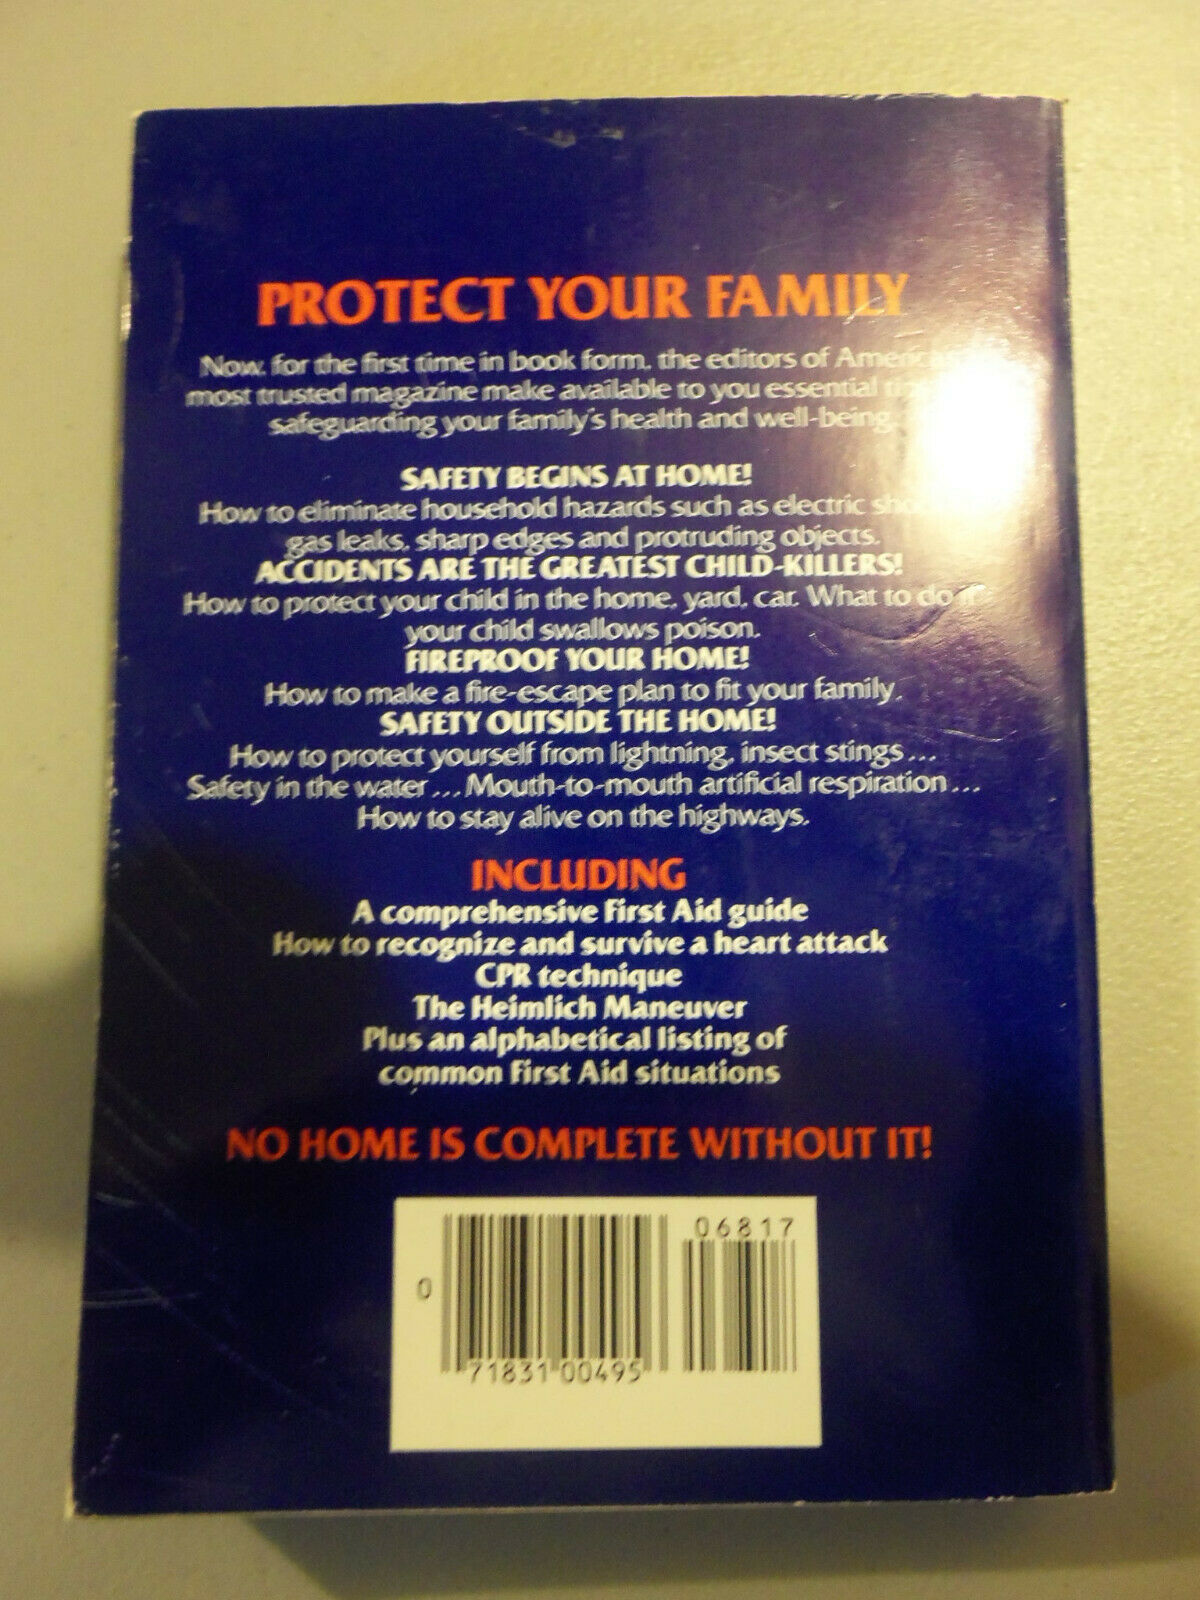 PROTECT YOUR FAMILY
Now, for the first time in book form, the editors of
most trusted magazine make available to you essential
safeguarding your family's health and well-being.
SAFETY BEGINS AT HOME!
How to eliminate household hazards such as electric
gas leaks, sharp edges and protruding objects.
ACCIDENTS ARE THE GREATEST CHILD-KILLERS!
How to protect your child in the home, yard, car. What to do if
your child swallows poison.
FIREPROOF YOUR HOME!
How to make a fire-escape plan to fit your family.
SAFETY OUTSIDE THE HOME!
How to protect yourself from lightning, insect stings...
Safety in the water... Mouth-to-mouth artificial respiration...
How to stay alive on the highways.
INCLUDING
A comprehensive First Aid guide
How to recognize and survive a heart attack
CPR technique
The Heimlich Maneuver
Plus an alphabetical listing of
common First Aid situations
NO HOME IS COMPLETE WITHOUT IT!
06817
0
71831 00495